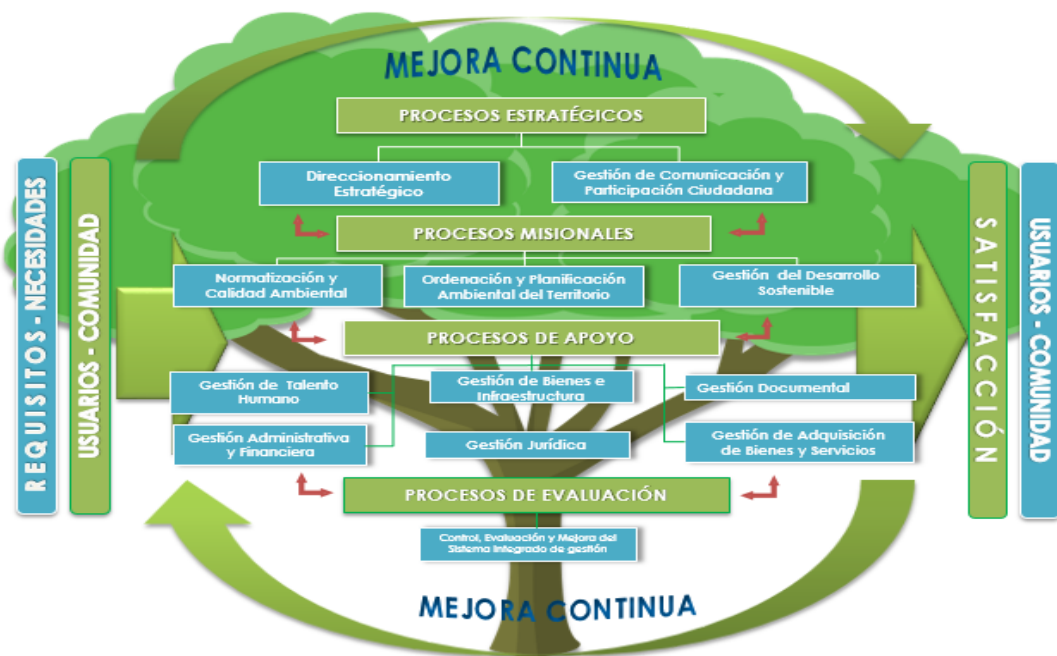 MEJORA CONTINUA
PROCESOS ESTRATÉGICOS
Direccionamiento
Estratégico
Gestión de Comunicación y
Participación Ciudadana
REQUISITOS - NECESIDADES
USUARIOS - COMUNIDAD
PROCESOS MISIONALES
Normatización y
Calidad Ambiental
Ordenación y Planificación
Ambiental del Territorio
Gestión del Desarrollo
Sostenible
PROCESOS DE APOYO
Gestión de Talento
Humano
Gestión de Bienes e
Infraestructura
Gestión Documental
Gestión Administrativa
y Financiera
Gestión Jurídica
Gestión de Adquisición
de Bienes y Servicios
PROCESOS DE EVALUACIÓN
Control, Evaluación y Mejora del
Sistema Integrado de gestión
SATISFACCIÓN
USUARIOS - COMUNIDAD
MEJORA CONTINUA